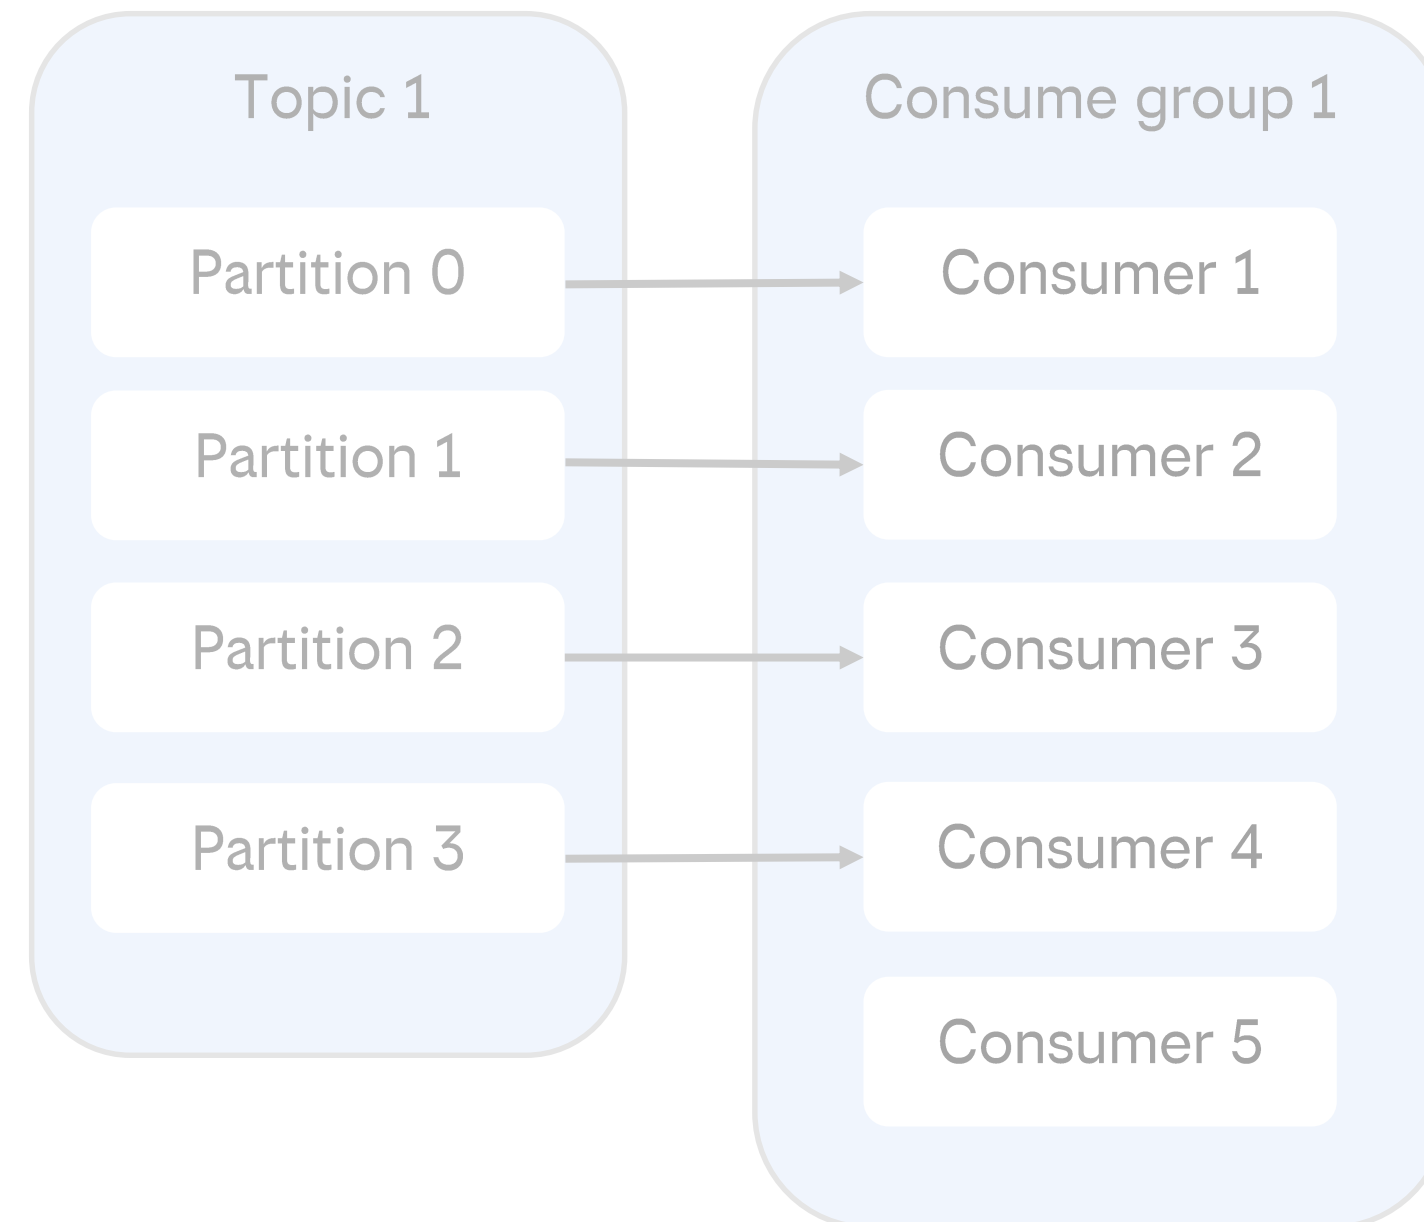 Topic 1
Partition 0
Partition 1
Partition 2
Partition 3
Consume group 1
Consumer 1
Consumer 2
Consumer 3
Consumer 4
Consumer 5